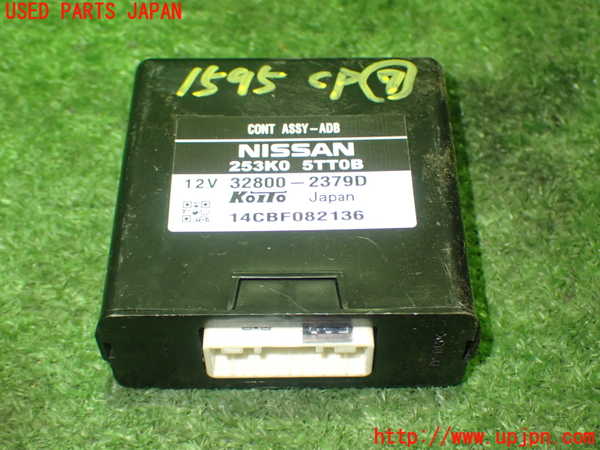 USED PARTS JAPAN
1595 CP⑦
CONT ASSY-ADB
NISSAN
253K0 5TT0B
12V 32800-2379D
KOITO Japan
14CBF082136
http://www.upjpn.com/